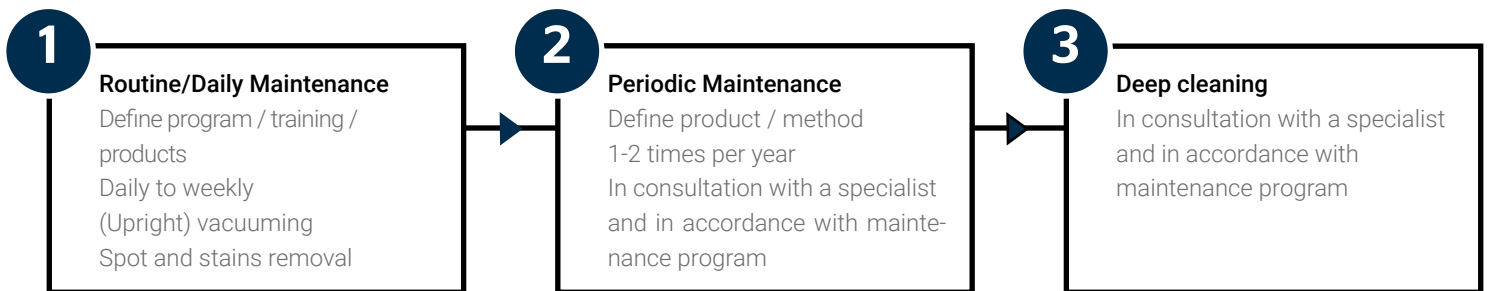 1
Routine/Daily Maintenance
Define program / training /
products
Daily to weekly
(Upright) vacuuming
Spot and stains removal
2
Periodic Maintenance
Define product / method
1-2 times per year
In consultation with a specialist
and in accordance with mainte-
nance program
3
Deep cleaning
In consultation with a specialist
and in accordance with
maintenance program